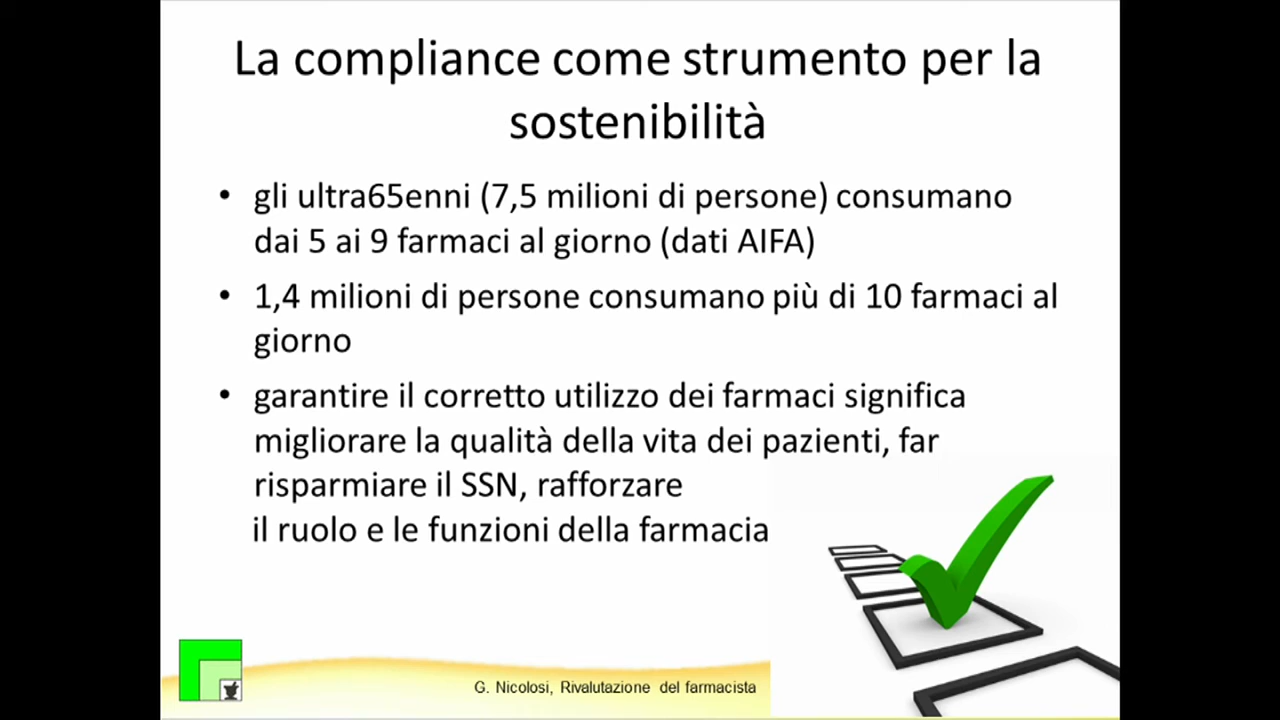 La compliance come strumento per la
sostenibilità
• gli ultra65enni (7,5 milioni di persone) consumano
dai 5 ai 9 farmaci al giorno (dati AIFA)
• 1,4 milioni di persone consumano più di 10 farmaci al
giorno
• garantire il corretto utilizzo dei farmaci significa
migliorare la qualità della vita dei pazienti, far
risparmiare il SSN, rafforzare
il ruolo e le funzioni della farmacia
G. Nicolosi, Rivalutazione del farmacista